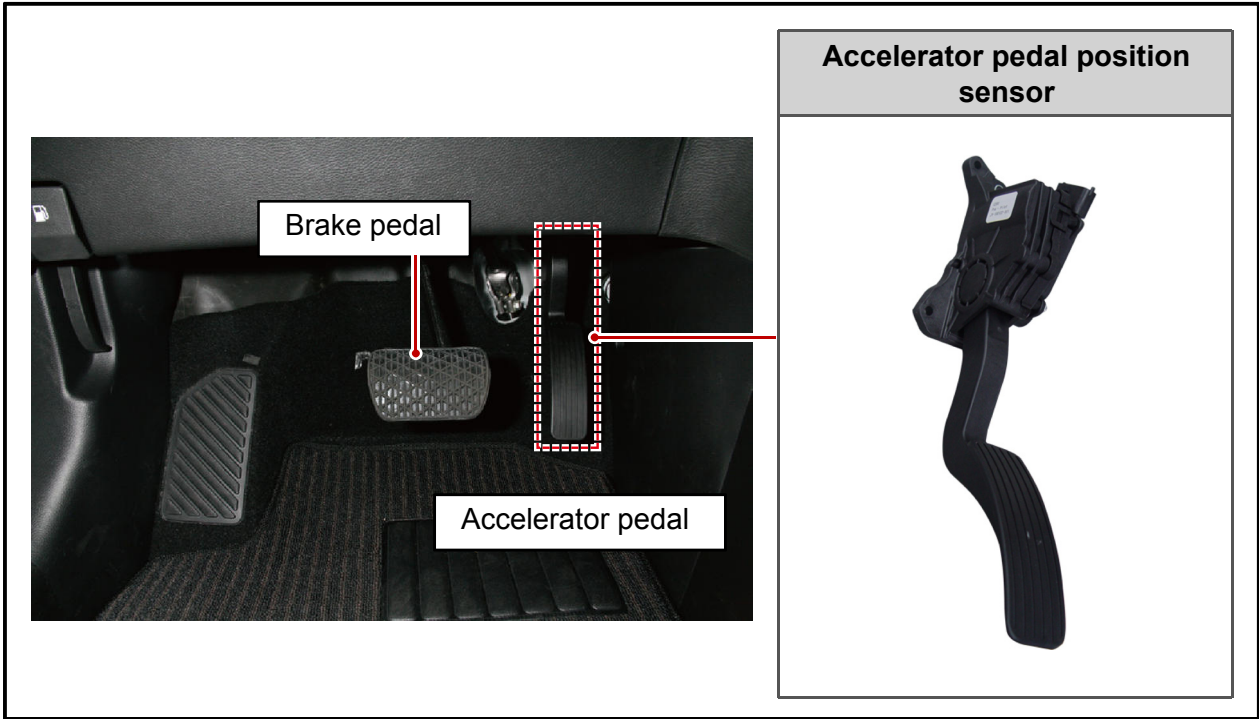 Accelerator pedal position
sensor
Brake pedal
Accelerator pedal